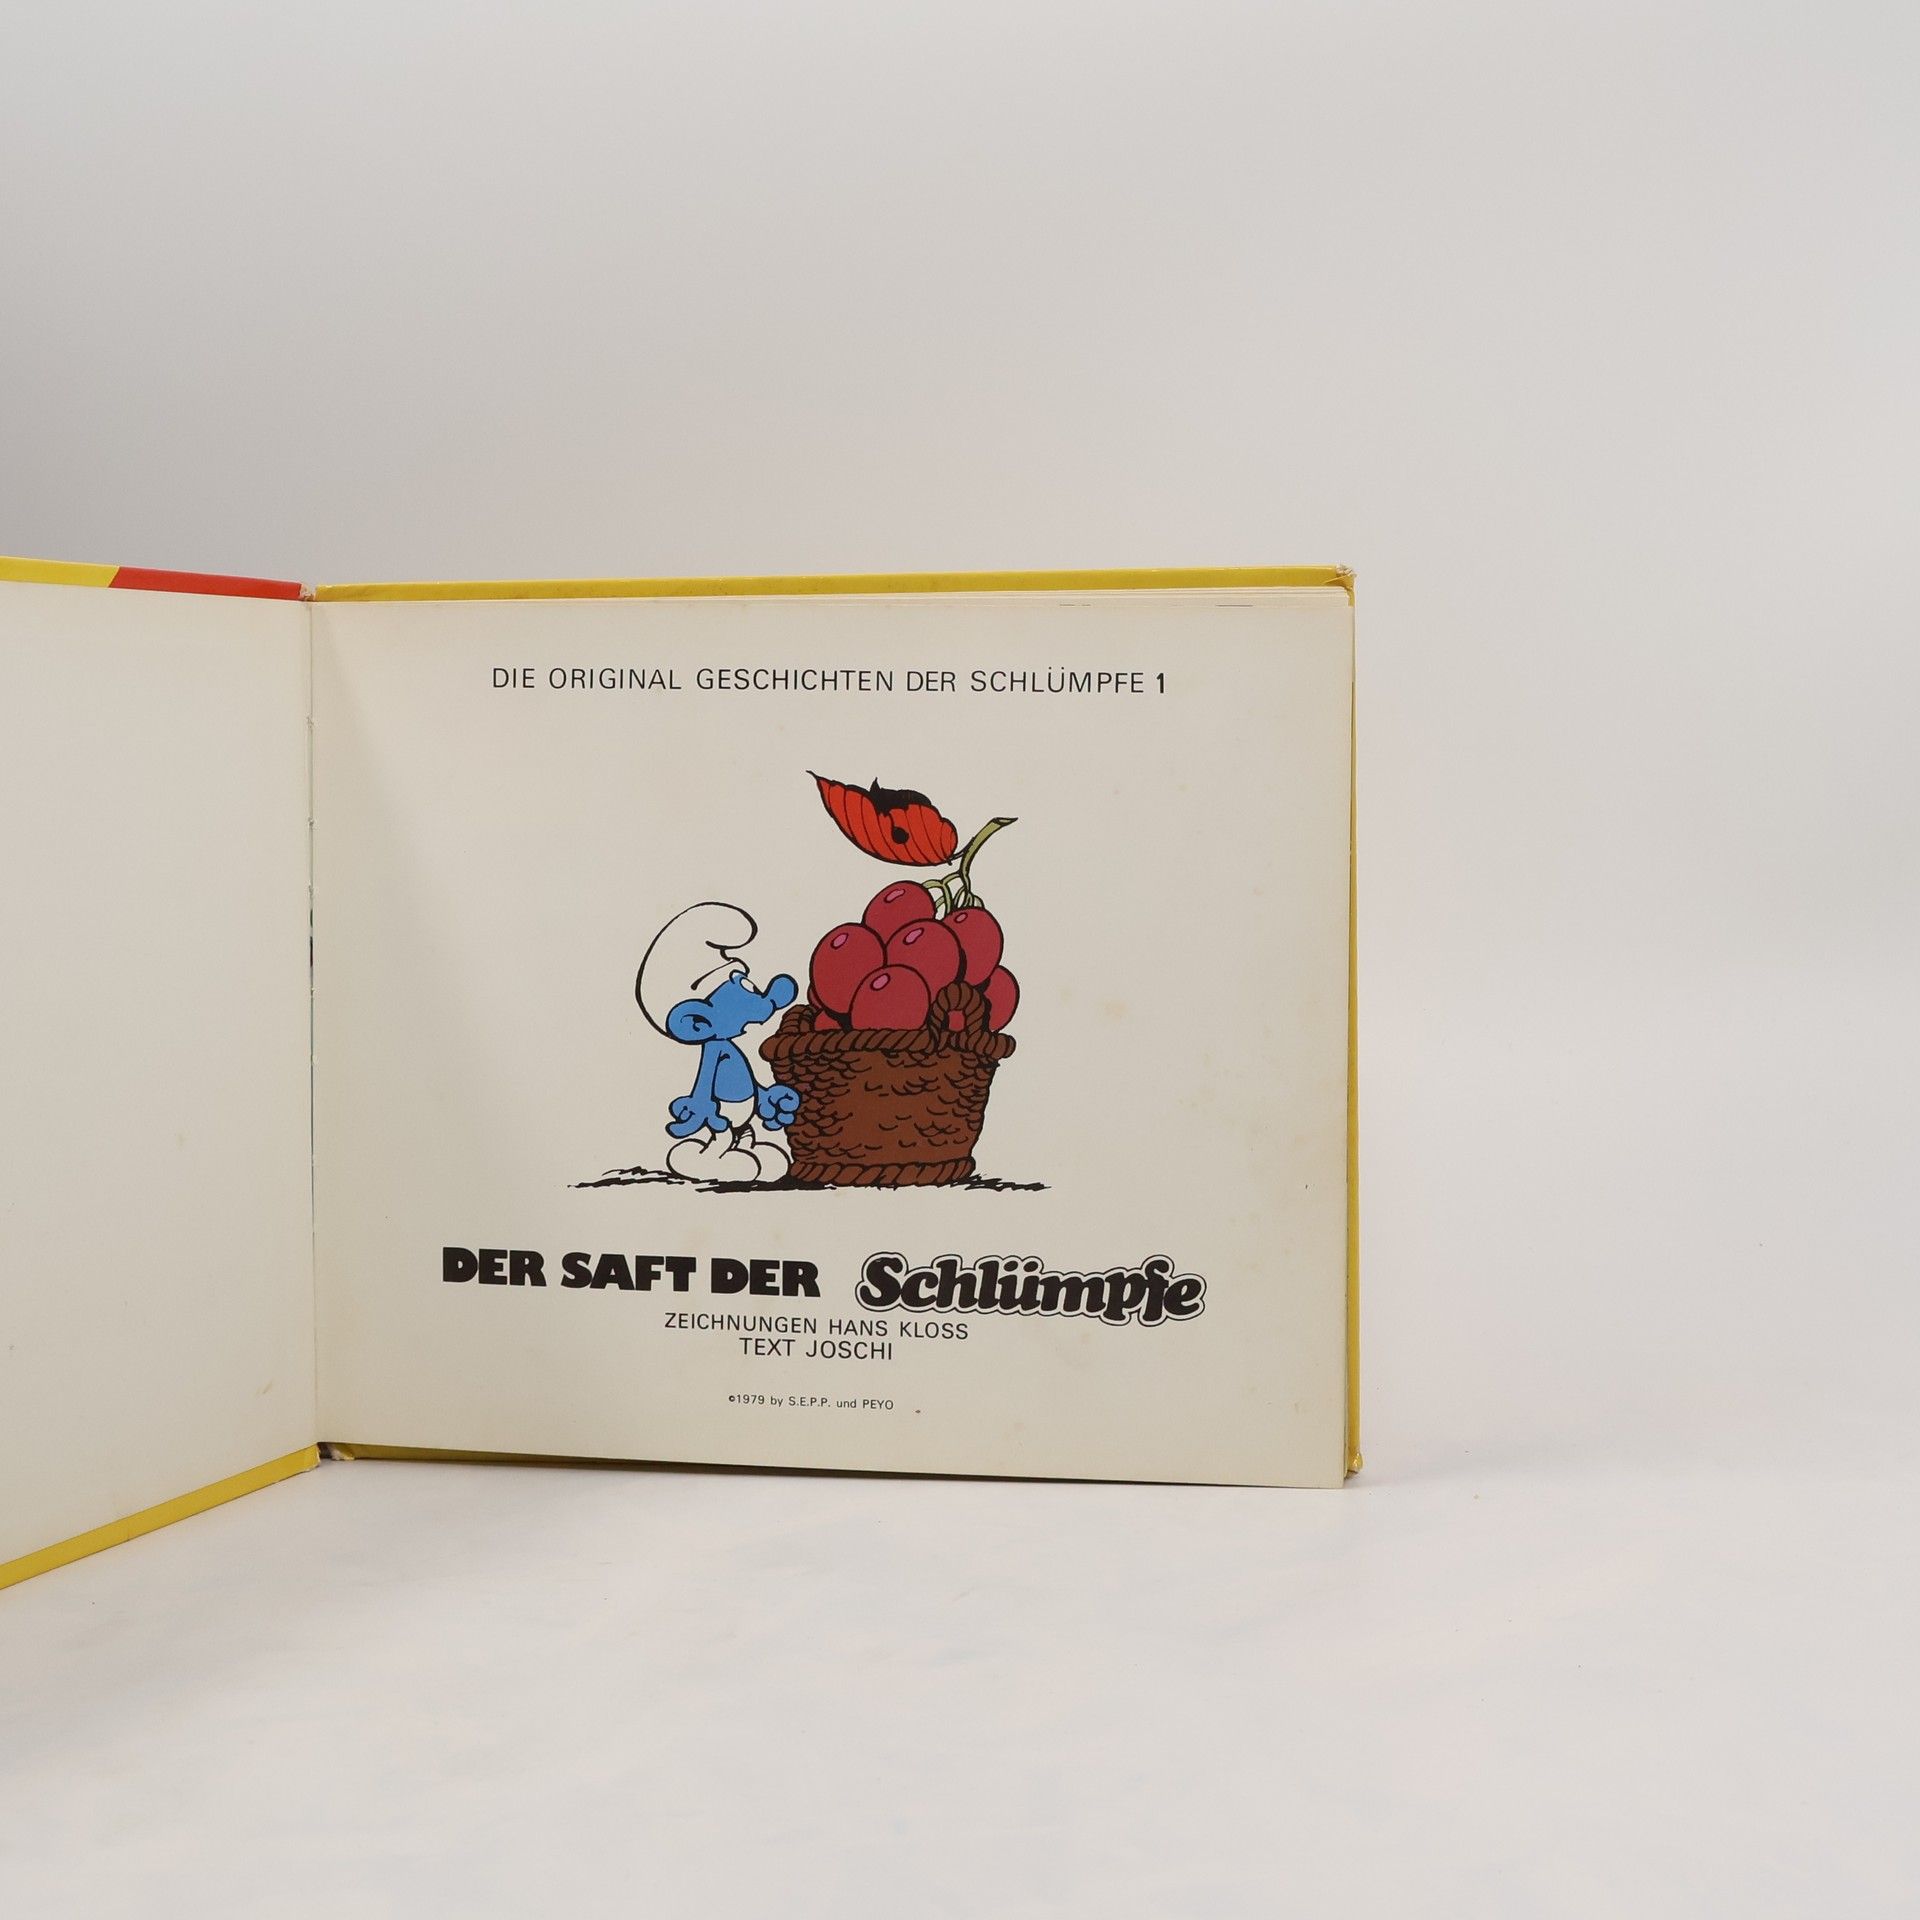 DIE ORIGINAL GESCHICHTEN DER SCHLÜMPFE 1
DER SAFT DER Schlümpfe
ZEICHNUNGEN HANS KLOSS
TEXT JOSCHI
©1979 by S.E.P.P. und PEYO